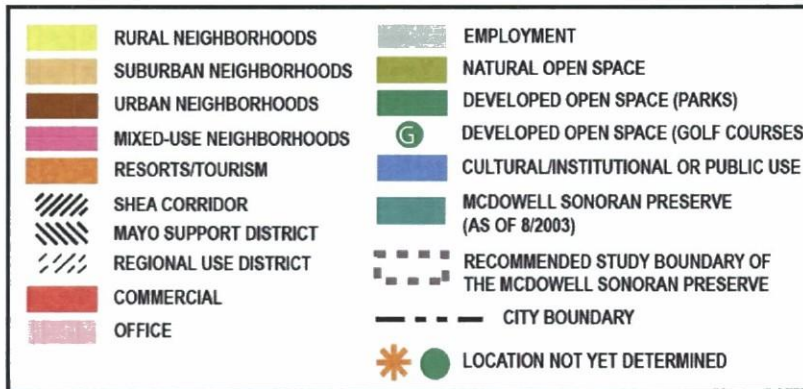 RURAL NEIGHBORHOODS
SUBURBAN NEIGHBORHOODS
URBAN NEIGHBORHOODS
MIXED-USE NEIGHBORHOODS
RESORTS/TOURISM
SHEA CORRIDOR
MAYO SUPPORT DISTRICT
REGIONAL USE DISTRICT
COMMERCIAL
OFFICE
EMPLOYMENT
NATURAL OPEN SPACE
DEVELOPED OPEN SPACE (PARKS)
G DEVELOPED OPEN SPACE (GOLF COURSES
CULTURAL/INSTITUTIONAL OR PUBLIC USE
MCDOWELL SONORAN PRESERVE
(AS OF 8/2003)
RECOMMENDED STUDY BOUNDARY OF
THE MCDOWELL SONORAN PRESERVE
CITY BOUNDARY
LOCATION NOT YET DETERMINED